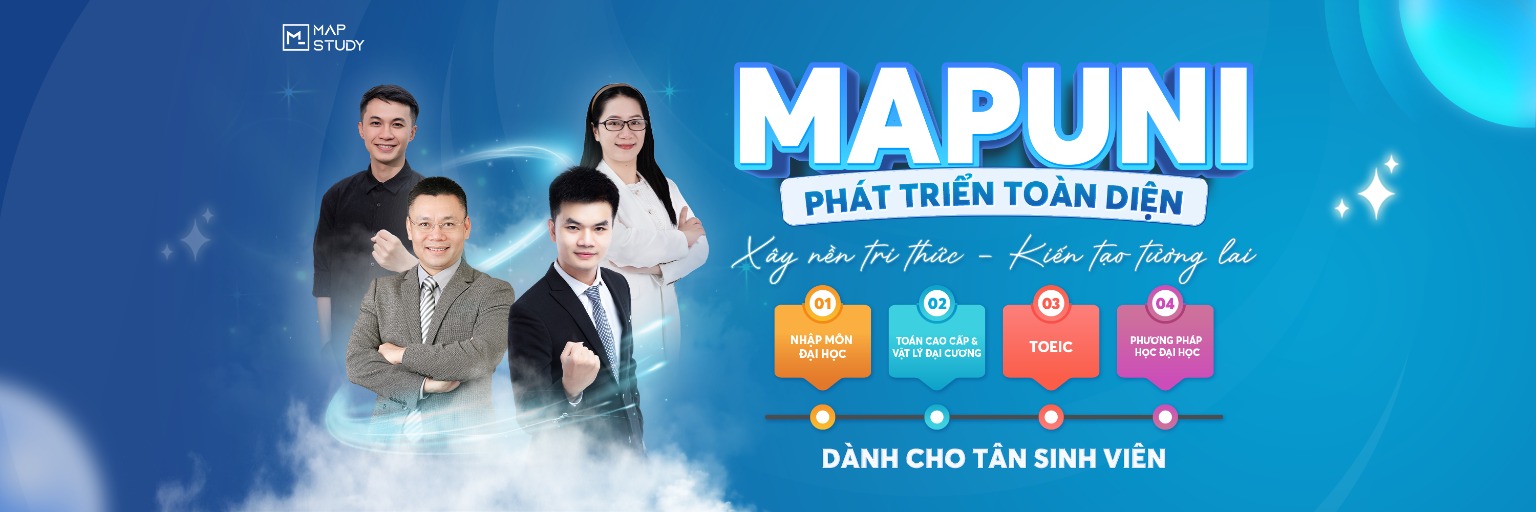 MAP
STUDY
MAPUNI
PHÁT TRIỂN TOÀN DIỆN
Xây nền tri thức - Kiến tạo tương lai
01
NHẬP MÔN
ĐẠI HỌC
02
TOÁN CAO CẤP &
VẬT LÝ ĐẠI CƯƠNG
03
TOEIC
04
PHƯƠNG PHÁP
HỌC ĐẠI HỌC
DÀNH CHO TÂN SINH VIÊN